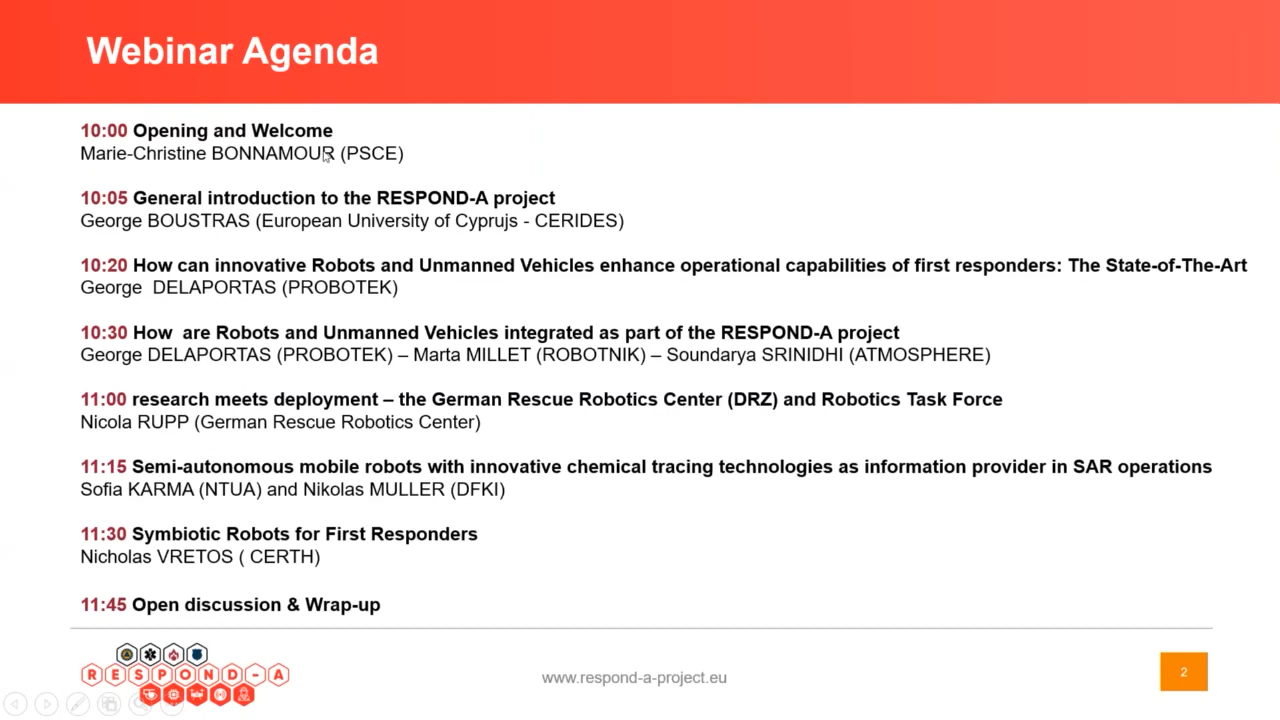 Webinar Agenda
10:00 Opening and Welcome
Marie-Christine BONNAMOUR (PSCE)
10:05 General introduction to the RESPOND-A project
George BOUSTRAS (European University of Cyprujs - CERIDES)
10:20 How can innovative Robots and Unmanned Vehicles enhance operational capabilities of first responders: The State-of-The-Art
George DELAPORTAS (PROBOTEK)
10:30 How are Robots and Unmanned Vehicles integrated as part of the RESPOND-A project
George DELAPORTAS (PROBOTEK) – Marta MILLET (ROBOTNIK) – Soundarya SRINIDHI (ATMOSPHERE)
11:00 research meets deployment – the German Rescue Robotics Center (DRZ) and Robotics Task Force
Nicola RUPP (German Rescue Robotics Center)
11:15 Semi-autonomous mobile robots with innovative chemical tracing technologies as information provider in SAR operations
Sofia KARMA (NTUA) and Nikolas MULLER (DFKI)
11:30 Symbiotic Robots for First Responders
Nicholas VRETOS ( CERTH)
11:45 Open discussion & Wrap-up
RESPOND-A
www.respond-a-project.eu
2